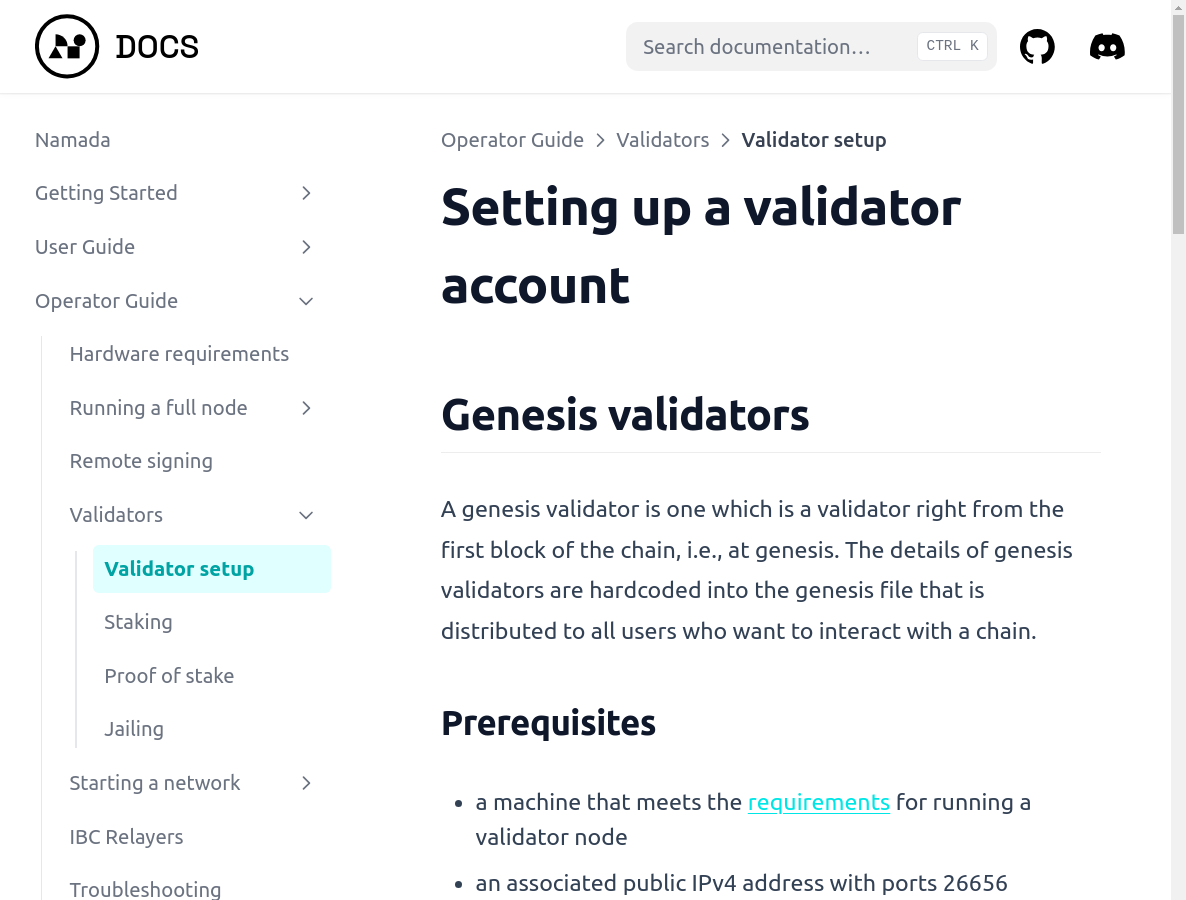 DOCS
Search documentation…
CTRL K
Namada
Getting Started
User Guide
Operator Guide
Hardware requirements
Running a full node
Remote signing
Validators
Validator setup
Staking
Proof of stake
Jailing
Starting a network
IBC Relayers
Troubleshooting
Operator Guide > Validators > Validator setup
Setting up a validator
account
Genesis validators
A genesis validator is one which is a validator right from the
first block of the chain, i.e., at genesis. The details of genesis
validators are hardcoded into the genesis file that is
distributed to all users who want to interact with a chain.
Prerequisites
• a machine that meets the requirements for running a
validator node
• an associated public IPv4 address with ports 26656